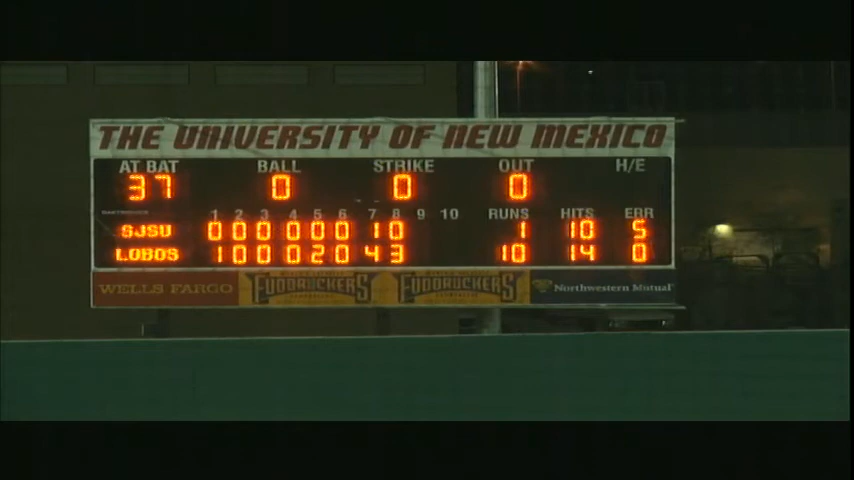 THE UNIVERSITY OF NEW MEXICO
AT BAT BALL STRIKE OUT H/E
37 0 0 0
1 2 3 4 5 6 7 8 9 10 RUNS HITS ERR
SJSU 0 0 0 0 0 0 1 0 1 10 5
LOBOS 1 0 0 0 2 0 4 3 10 14 0
WELLS FARGO FUDDRUCKERS FUDDRUCKERS Northwestern Mutual